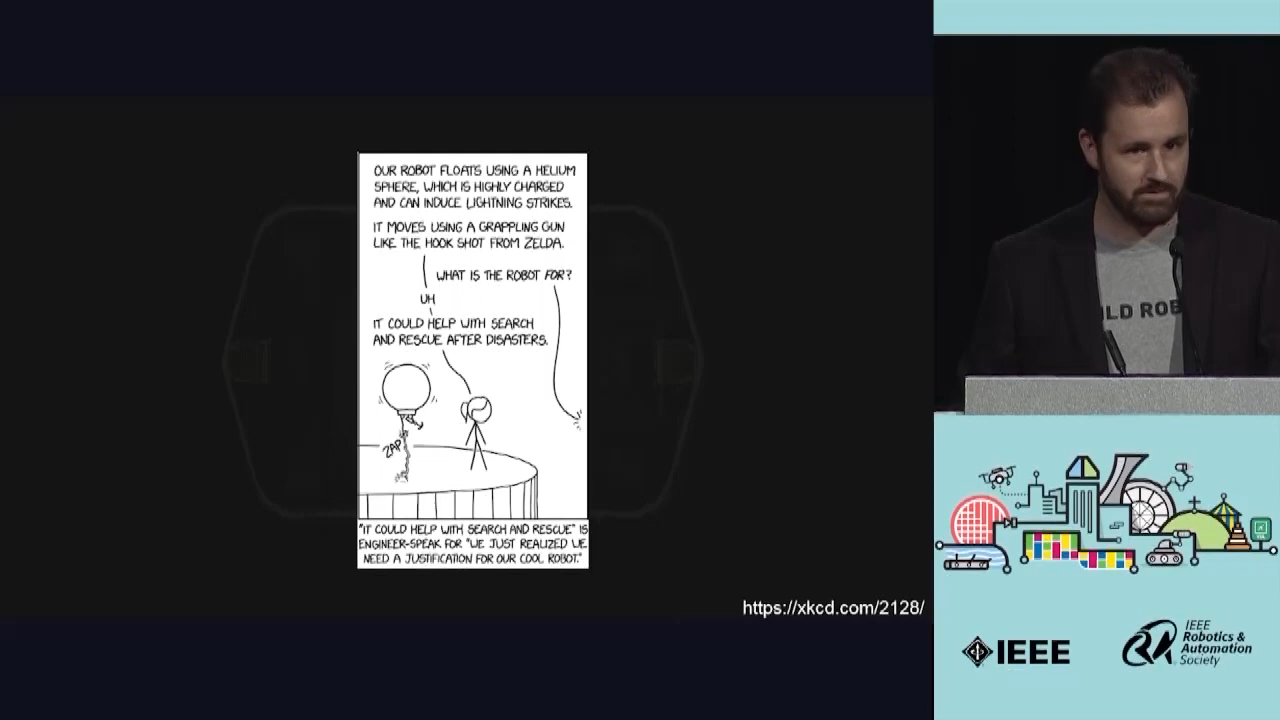 OUR ROBOT FLOATS USING A HELIUM
SPHERE, WHICH IS HIGHLY CHARGED
AND CAN INDUCE LIGHTNING STRIKES.
IT MOVES USING A GRAPPLING GUN
LIKE THE HOOK SHOT FROM ZELDA.
WHAT IS THE ROBOT FOR?
UH
IT COULD HELP WITH SEARCH
AND RESCUE AFTER DISASTERS.
ZAP
"IT COULD HELP WITH SEARCH AND RESCUE" IS
ENGINEER-SPEAK FOR "WE JUST REALIZED WE
NEED A JUSTIFICATION FOR OUR COOL ROBOT."
https://xkcd.com/2128/
ILD ROB
IEEE
IEEE
Robotics &
Automation
Society